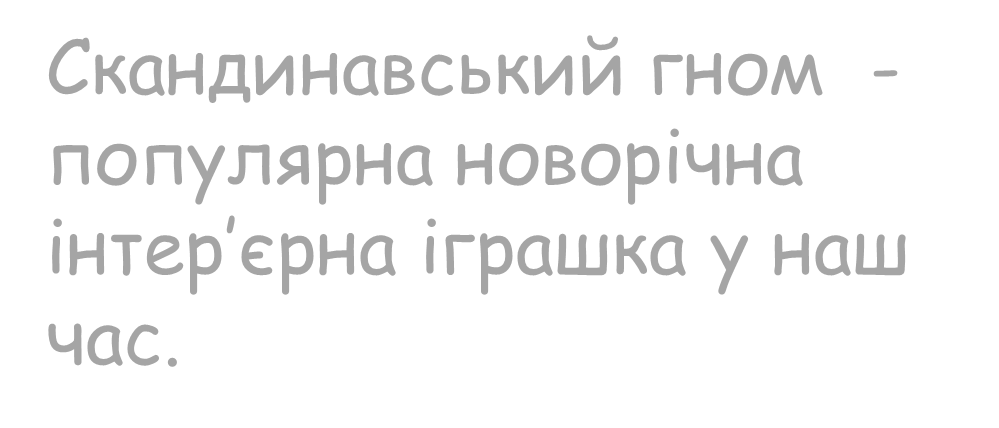 Скандинавський гном  -
популярна новорічна
інтер’єрна іграшка у наш
час.